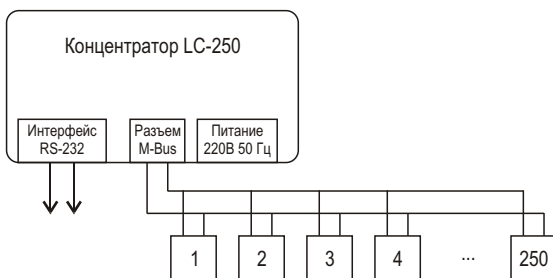 Концентратор LC-250
Интерфейс
RS-232
Разъем
M-Bus
Питание
220В 50 Гц
1
2
3
4
...
250